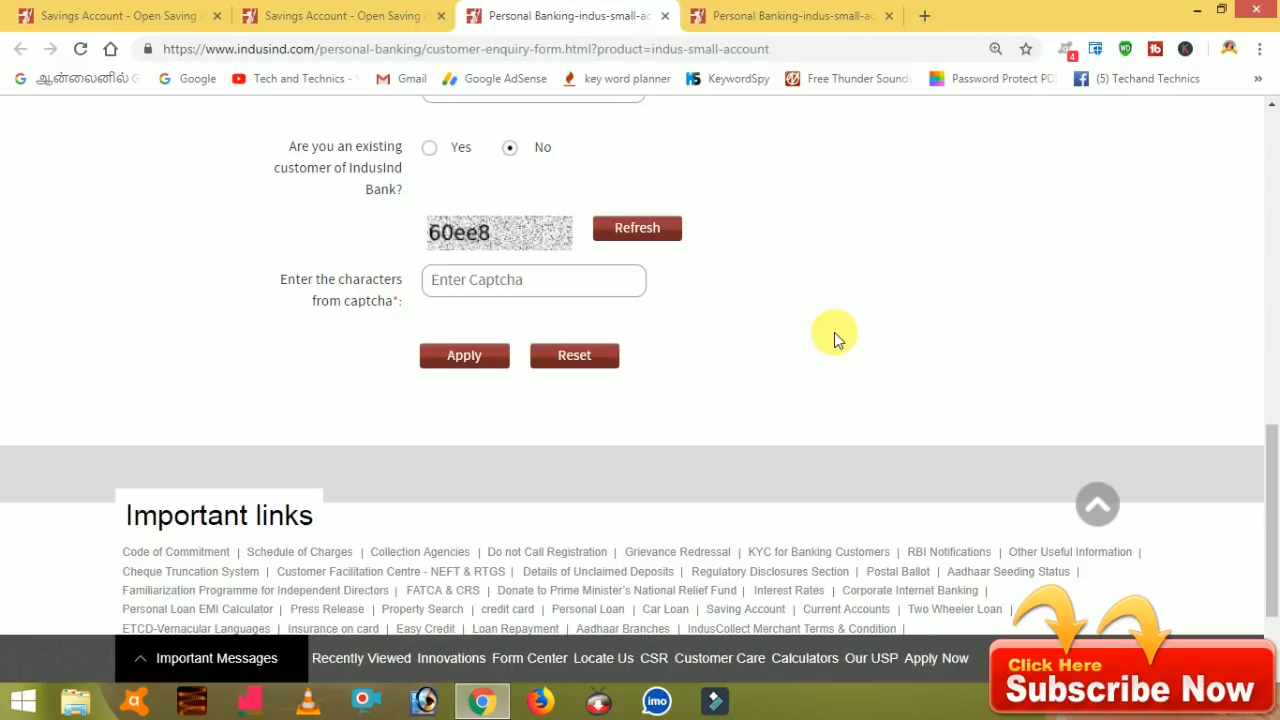 Savings Account - Open Saving A
Savings Account - Open Saving A
Personal Banking-indus-small-ac
Personal Banking-indus-small-ac
https://www.indusind.com/personal-banking/customer-enquiry-form.html?product=indus-small-account
4
ஆன்லைனில் G
Google
Tech and Technics -
Gmail
Google AdSense
key word planner
KeywordSpy
Free Thunder Sound
Password Protect PD
(5) Techand Technics
»
Are you an existing
customer of IndusInd
Bank?
Yes
No
60ee8
Refresh
Enter the characters
from captcha*:
Enter Captcha
Apply
Reset
Important links
Code of Commitment | Schedule of Charges | Collection Agencies | Do not Call Registration | Grievance Redressal | KYC for Banking Customers | RBI Notifications | Other Useful Information |
Cheque Truncation System | Customer Facilitation Centre - NEFT & RTGS | Details of Unclaimed Deposits | Regulatory Disclosures Section | Postal Ballot | Aadhaar Seeding Status |
Familiarization Programme for Independent Directors | FATCA & CRS | Donate to Prime Minister's National Relief Fund | Interest Rates | Corporate Internet Banking |
Personal Loan EMI Calculator | Press Release | Property Search | credit card | Personal Loan | Car Loan | Saving Account | Current Accounts | Two Wheeler Loan |
ETCD-Vernacular Languages | Insurance on card | Easy Credit | Loan Repayment | Aadhaar Branches | IndusCollect Merchant Terms & Condition |
Important Messages
Recently Viewed Innovations Form Center Locate Us CSR Customer Care Calculators Our USP Apply Now
Click Here
Subscribe Now
imo